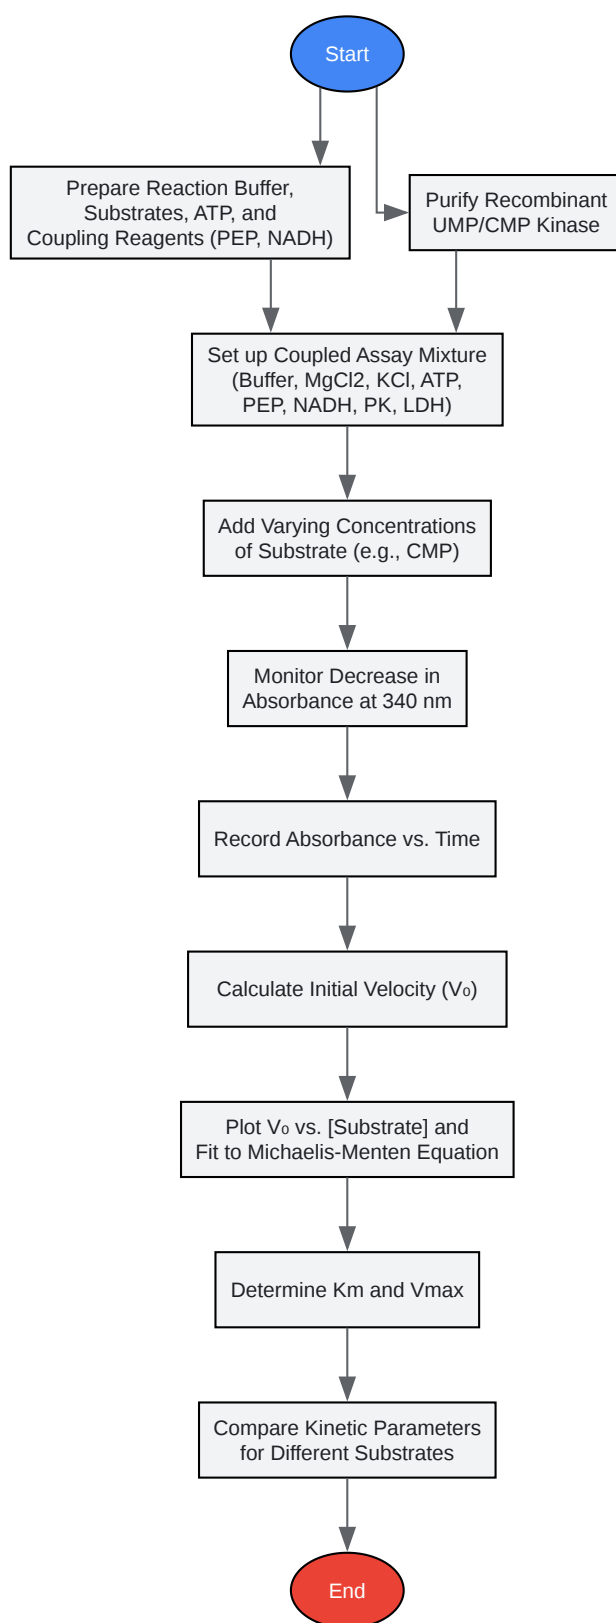 Start
Prepare Reaction Buffer,
Substrates, ATP, and
Coupling Reagents (PEP, NADH)
Purify Recombinant
UMP/CMP Kinase
Set up Coupled Assay Mixture
(Buffer, MgCl2, KCl, ATP,
PEP, NADH, PK, LDH)
Add Varying Concentrations
of Substrate (e.g., CMP)
Monitor Decrease in
Absorbance at 340 nm
Record Absorbance vs. Time
Calculate Initial Velocity (V₀)
Plot V₀ vs. [Substrate] and
Fit to Michaelis-Menten Equation
Determine Km and Vmax
Compare Kinetic Parameters
for Different Substrates
End